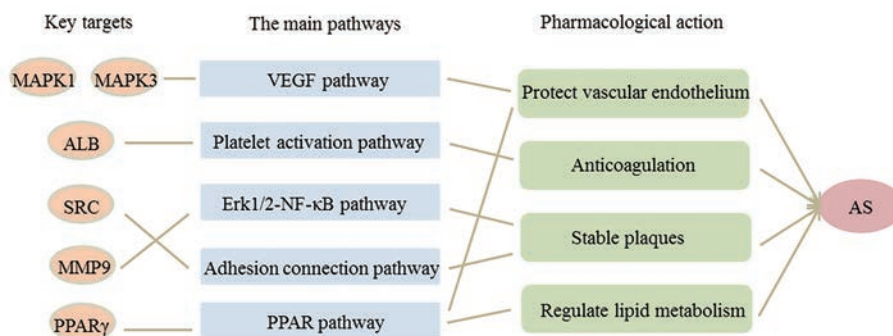 Key targets
The main pathways
Pharmacological action
MAPK1
MAPK3
VEGF pathway
Protect vascular endothelium
ALB
Platelet activation pathway
Anticoagulation
SRC
Erk1/2-NF-κB pathway
Stable plaques
AS
MMP9
Adhesion connection pathway
PPARγ
PPAR pathway
Regulate lipid metabolism